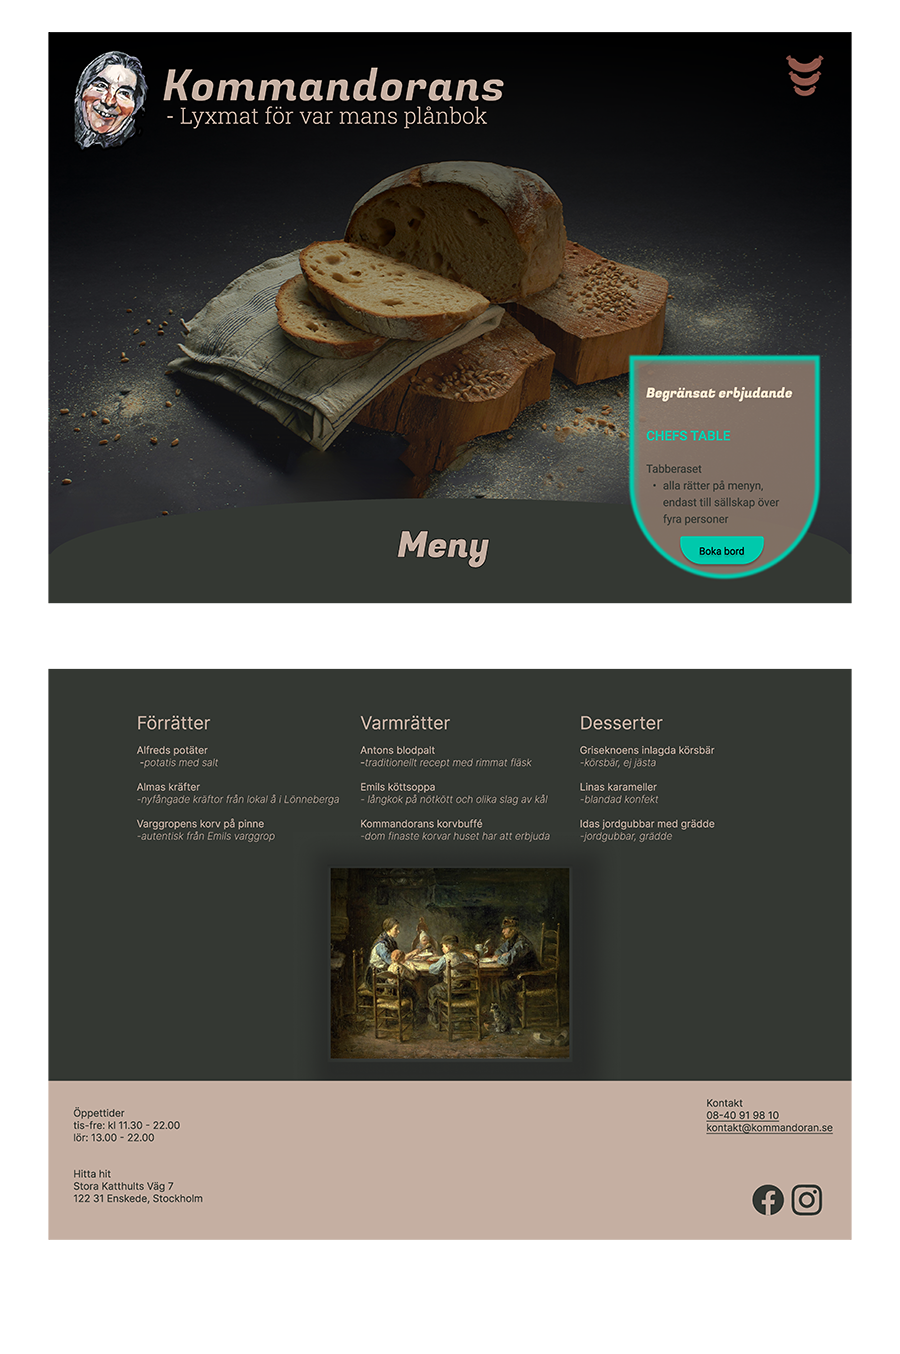 Kommandorans
- Lyxmat för var mans plånbok
Begränsat erbjudande
CHEFS TABLE
Tabberaset
• alla rätter på menyn,
endast till sällskap över
fyra personer
Boka bord
Meny
Förrätter
Alfreds potäter
-potatis med salt
Almas kräfter
-nyfångade kräftor från lokal å i Lönneberga
Varggropens korv på pinne
-autentisk från Emils varggrop
Varmrätter
Antons blodpalt
-traditionellt recept med rimmat fläsk
Emils köttsoppa
- långkok på nötkött och olika slag av kål
Kommandorans korvbuffé
-dom finaste korvar huset har att erbjuda
Desserter
Griseknoens inlagda körsbär
-körsbär, ej jästa
Linas karameller
-blandad konfekt
Idas jordgubbar med grädde
-jordgubbar, grädde
Öppettider
tis-fre: kl 11.30 - 22.00
lör: 13.00 - 22.00
Hitta hit
Stora Katthults Väg 7
122 31 Enskede, Stockholm
Kontakt
08-40 91 98 10
kontakt@kommandoran.se